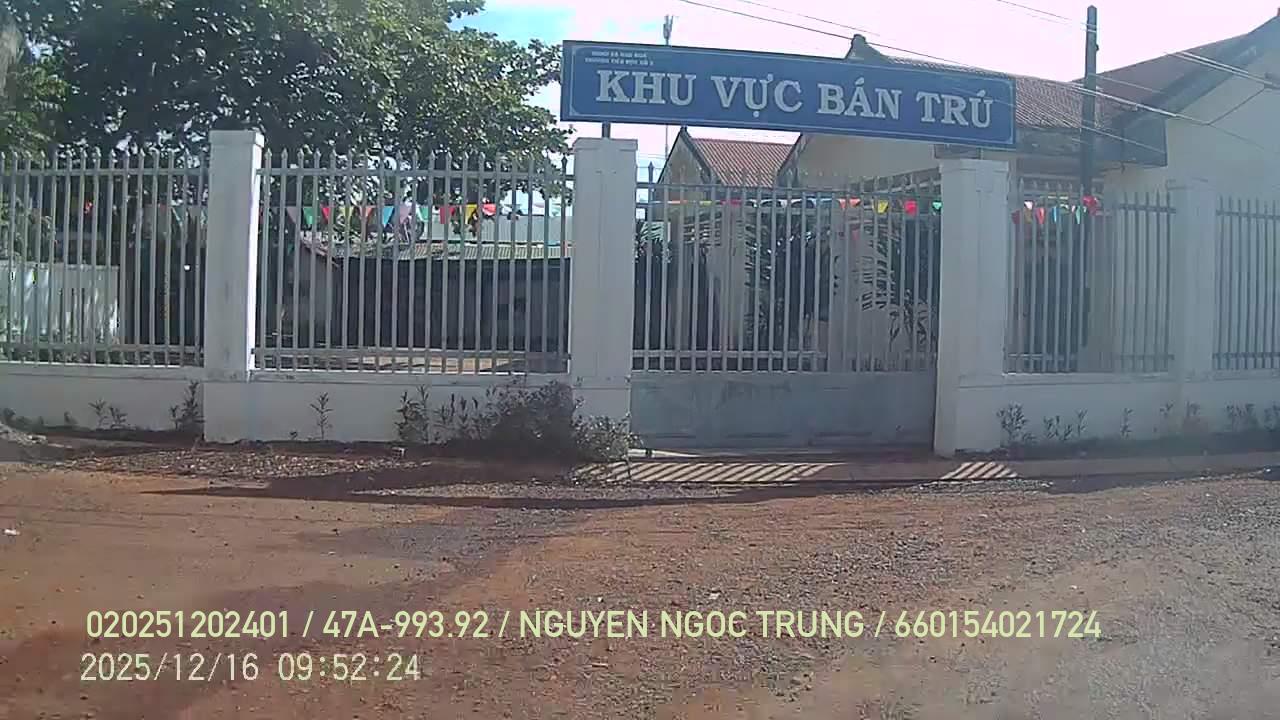 KHU VỰC BÁN TRÚ
020251202401 / 47A-993.92 / NGUYEN NGOC TRUNG / 660154021724
2025/12/16 09:52:24